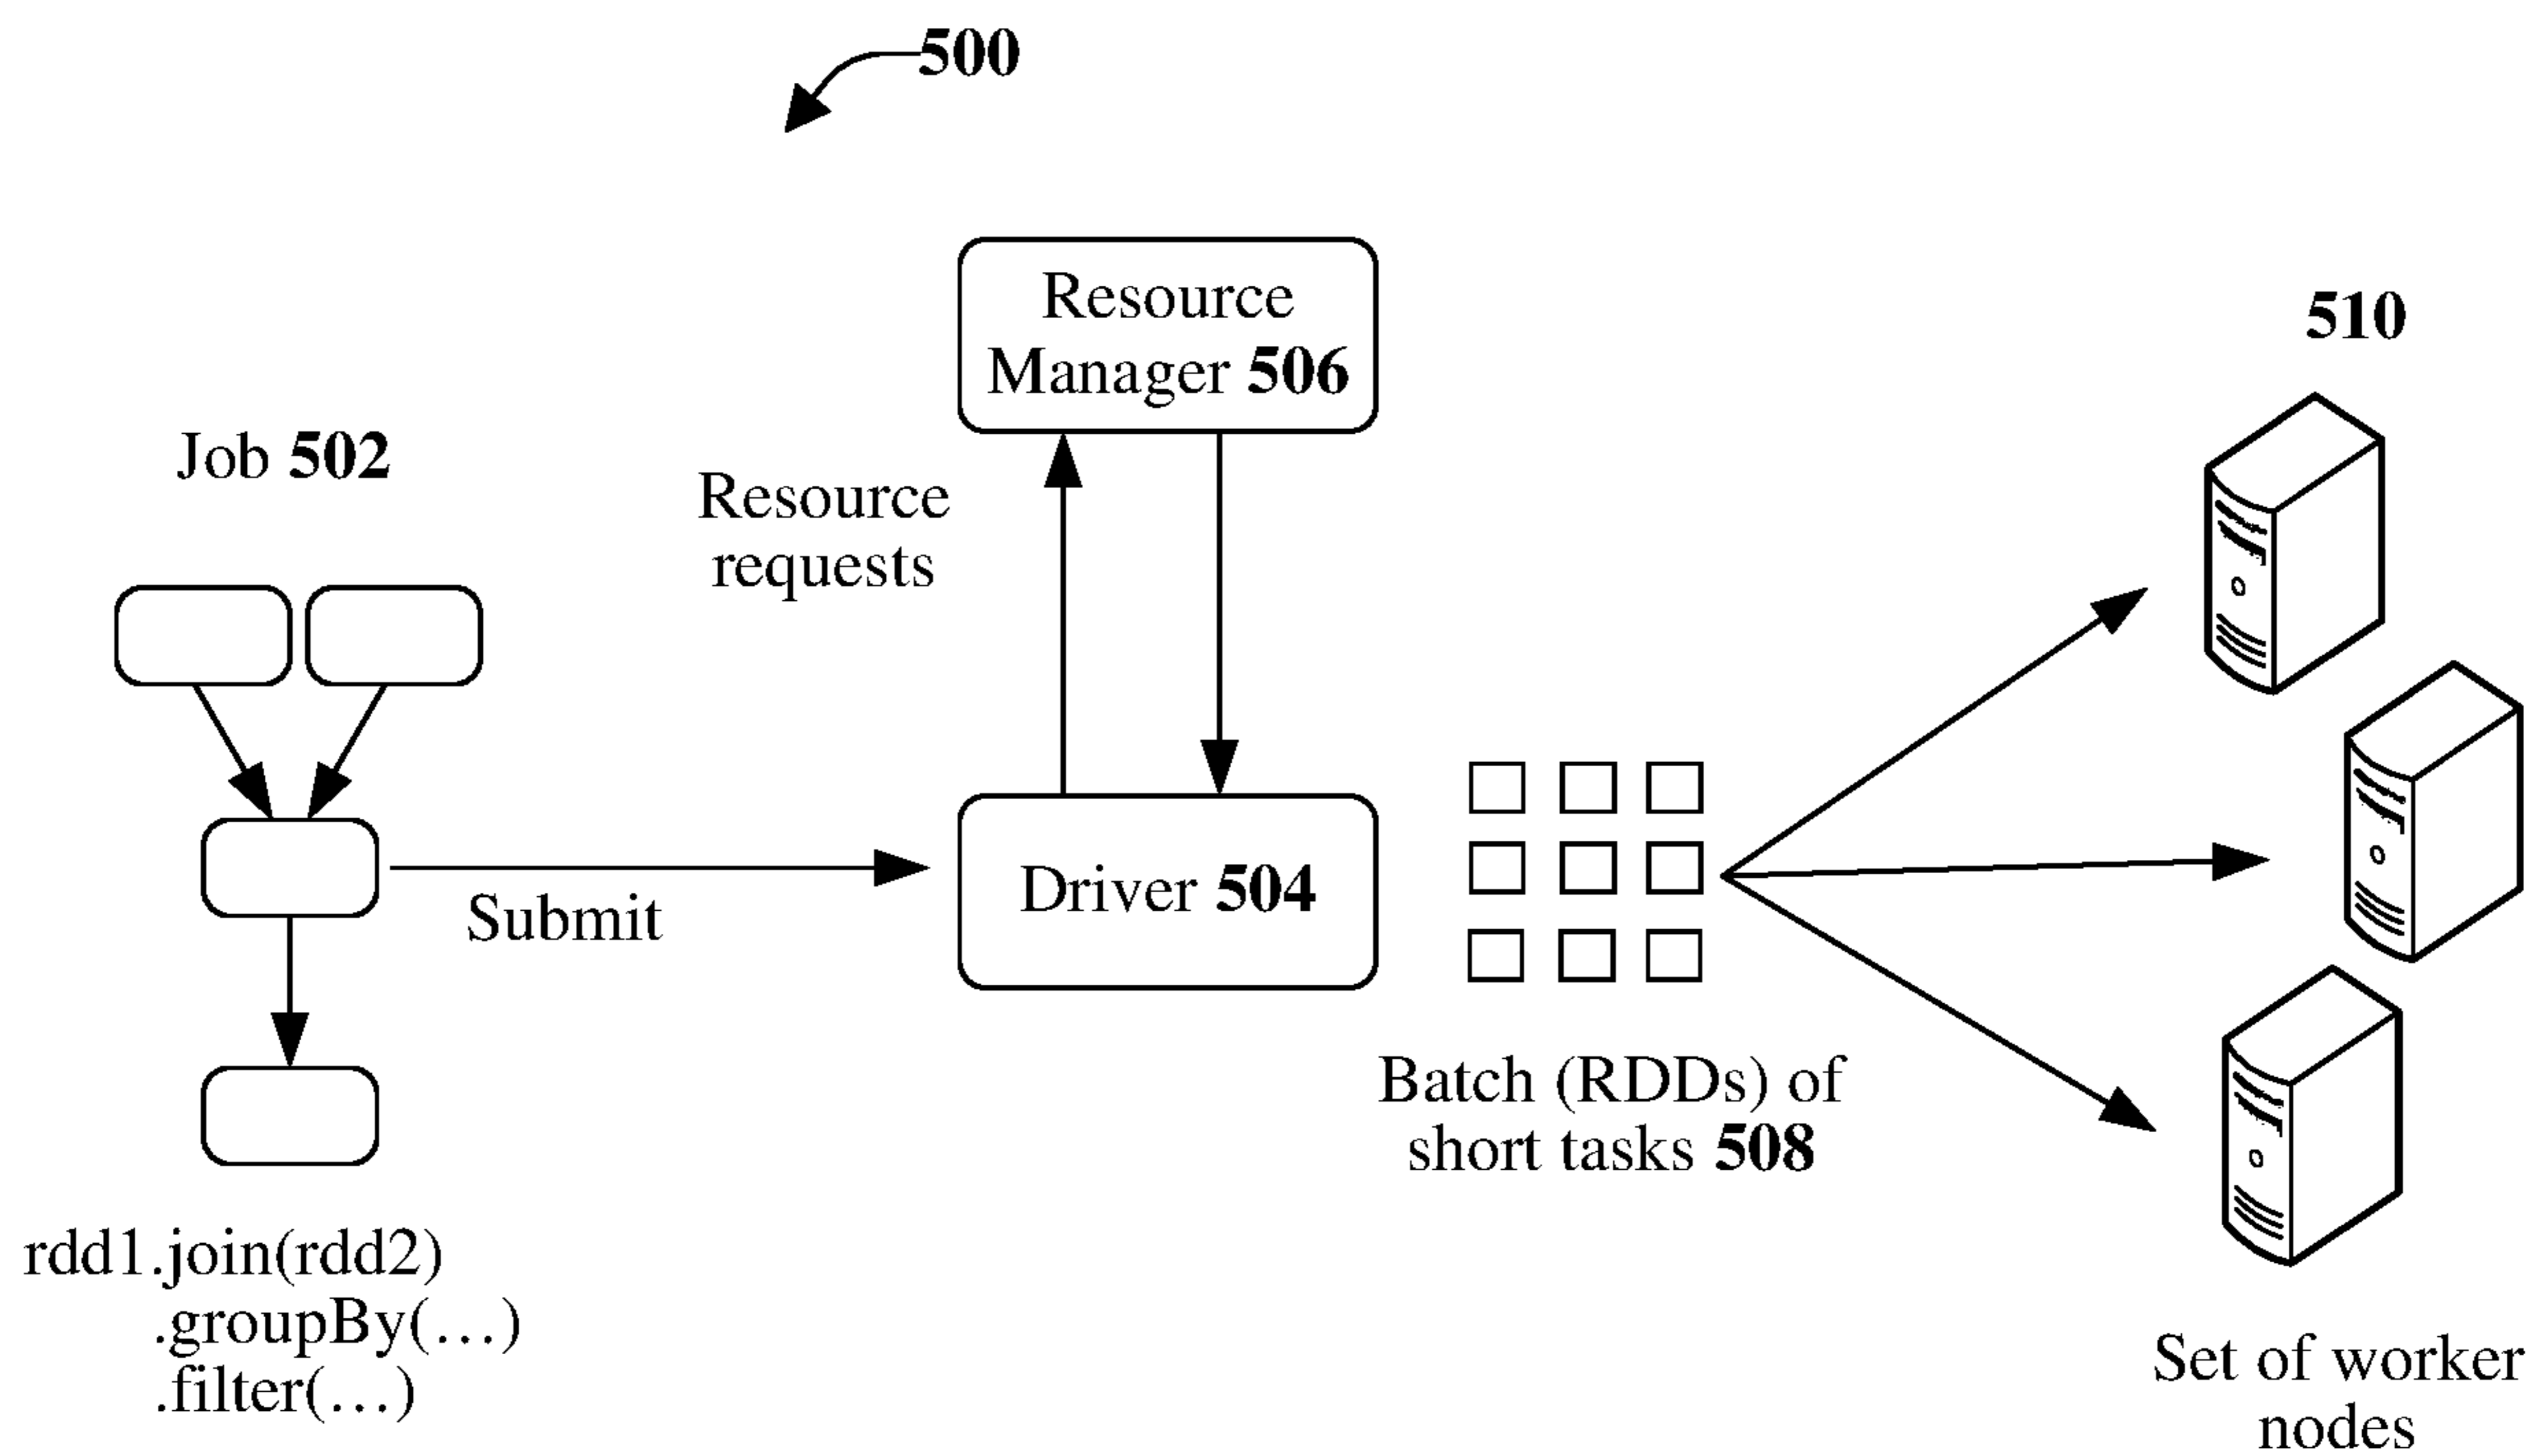 500
Resource
Manager 506
510
Job 502
Resource
requests
Submit
Driver 504
Batch (RDDs) of
short tasks 508
rdd1.join(rdd2)
.groupBy(…)
.filter(…)
Set of worker
nodes